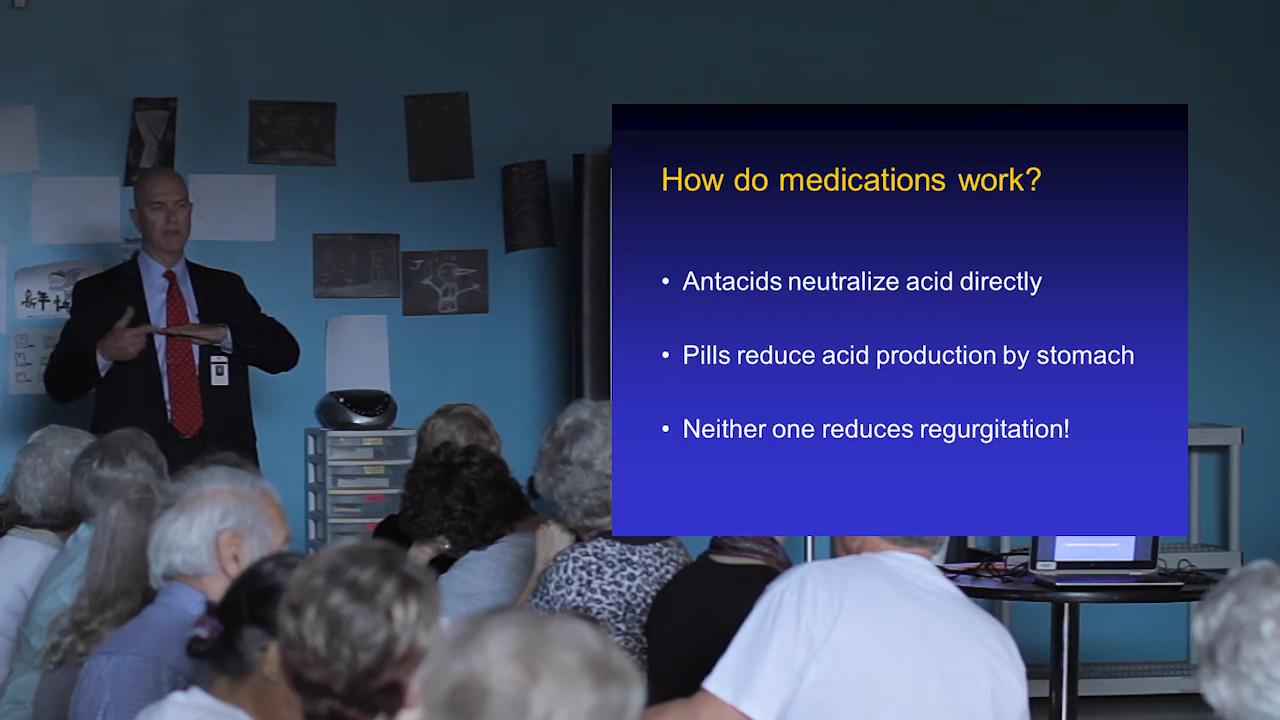 How do medications work?
• Antacids neutralize acid directly
• Pills reduce acid production by stomach
• Neither one reduces regurgitation!